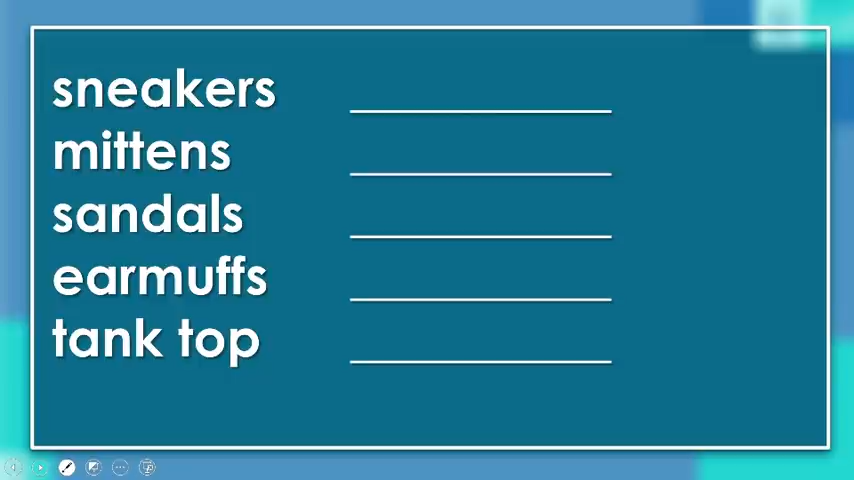 sneakers
mittens
sandals
earmuffs
tank top